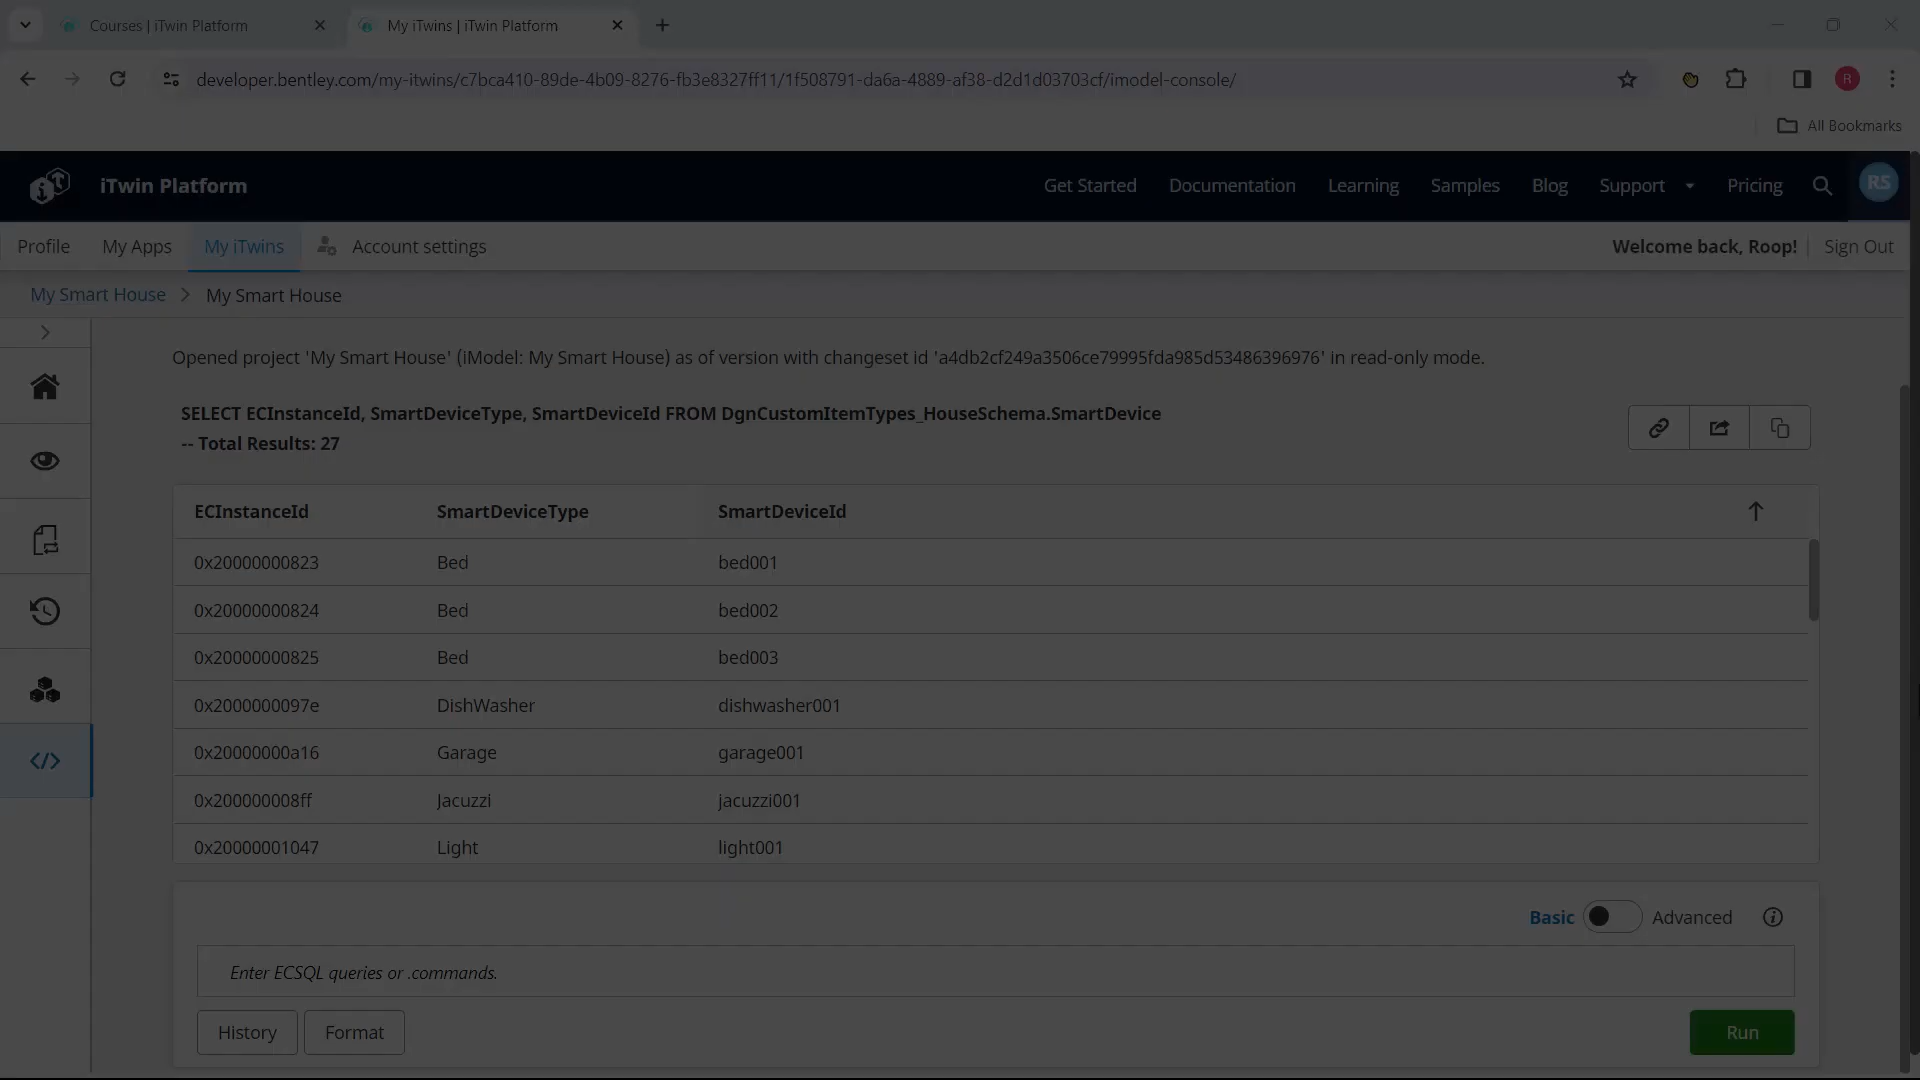 Courses | iTwin Platform
My iTwins | iTwin Platform
developer.bentley.com/my-itwins/c7bca410-89de-4b09-8276-fb3e8327ff11/1f508791-da6a-4889-af38-d2d1d03703cf/imodel-console/
R
All Bookmarks
iTwin Platform
Get Started
Documentation
Learning
Samples
Blog
Support
Pricing
RS
Profile
My Apps
My iTwins
Account settings
Welcome back, Roop!
Sign Out
My Smart House > My Smart House
Opened project 'My Smart House' (iModel: My Smart House) as of version with changeset id 'a4db2cf249a3506ce79995fda985d53486396976' in read-only mode.
SELECT ECInstanceId, SmartDeviceType, SmartDeviceId FROM DgnCustomItemTypes_HouseSchema.SmartDevice
-- Total Results: 27
ECInstanceId SmartDeviceType SmartDeviceId
0x20000000823 Bed bed001
0x20000000824 Bed bed002
0x20000000825 Bed bed003
0x2000000097e DishWasher dishwasher001
0x20000000a16 Garage garage001
0x200000008ff Jacuzzi jacuzzi001
0x20000001047 Light light001
Basic Advanced
Enter ECSQL queries or .commands.
History
Format
Run